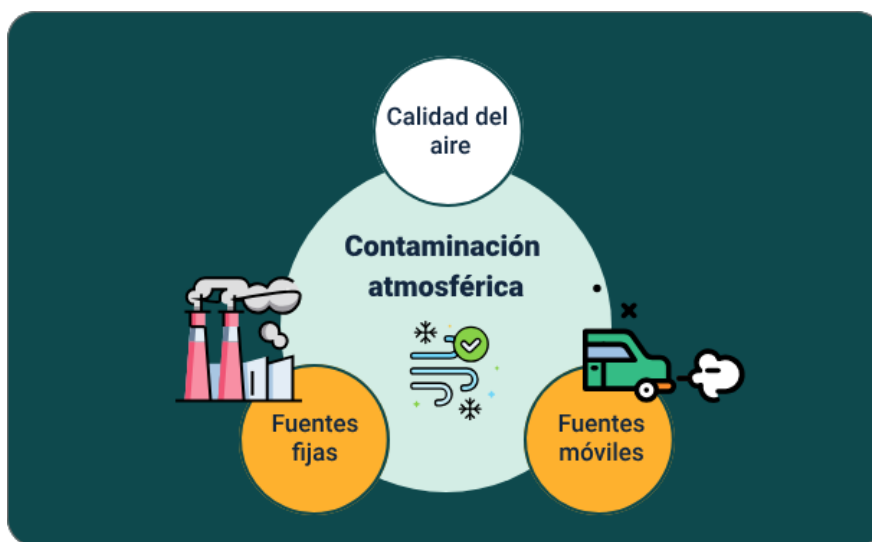 Calidad del
aire
Contaminación
atmosférica
Fuentes
fijas
Fuentes
móviles